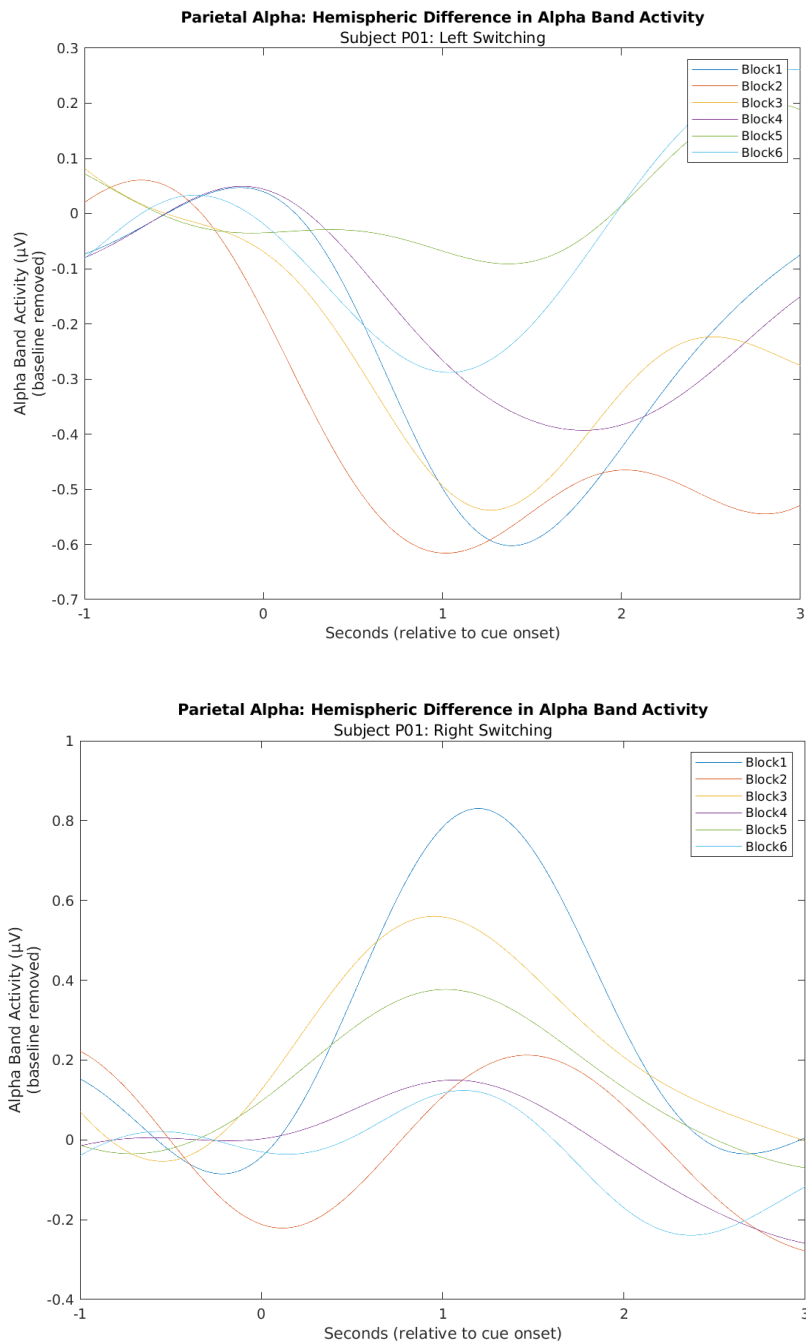 Parietal Alpha: Hemispheric Difference in Alpha Band Activity
Subject P01: Left Switching
0.3
0.2
0.1
0
-0.1
-0.2
-0.3
-0.4
-0.5
-0.6
-0.7
Alpha Band Activity (µV)
(baseline removed)
Block1
Block2
Block3
Block4
Block5
Block6
-1
0
1
2
3
Seconds (relative to cue onset)
Parietal Alpha: Hemispheric Difference in Alpha Band Activity
Subject P01: Right Switching
1
0.8
0.6
0.4
0.2
0
-0.2
-0.4
Alpha Band Activity (µV)
(baseline removed)
Block1
Block2
Block3
Block4
Block5
Block6
-1
0
1
2
3
Seconds (relative to cue onset)